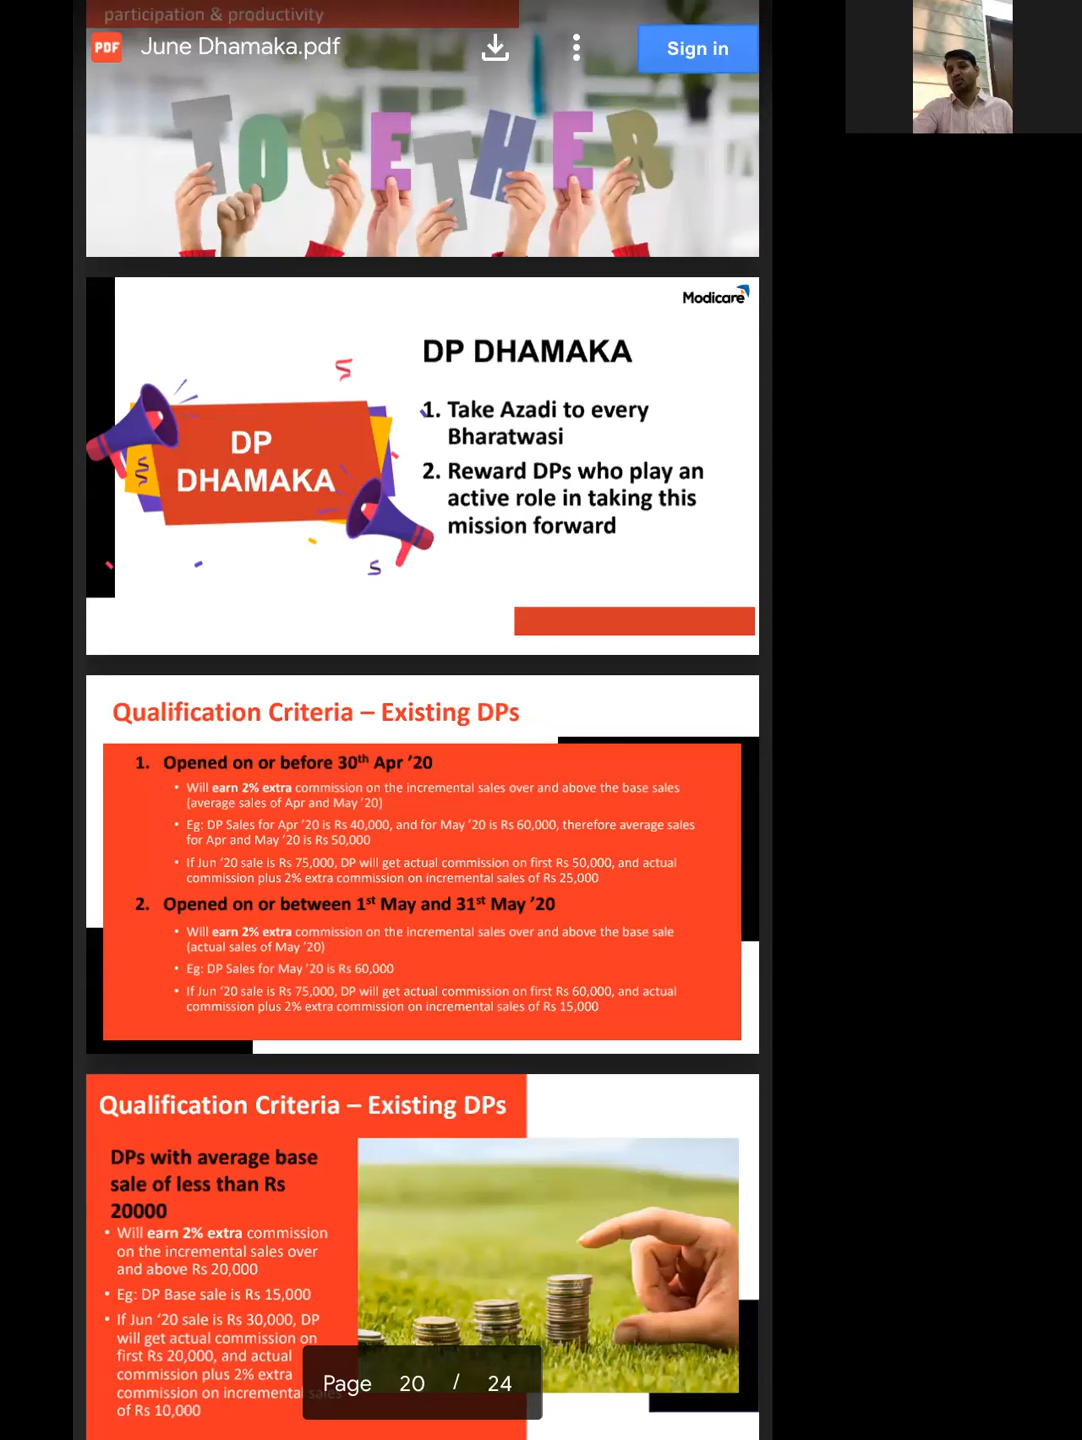 participation & productivity
PDF June Dhamaka.pdf Sign in
TOGETHER
Modicare
DP DHAMAKA
DP
DHAMAKA
1. Take Azadi to every
Bharatwasi
2. Reward DPs who play an
active role in taking this
mission forward
Qualification Criteria – Existing DPs
1. Opened on or before 30th Apr '20
• Will earn 2% extra commission on the incremental sales over and above the base sales
(average sales of Apr and May '20)
• Eg: DP Sales for Apr '20 is Rs 40,000, and for May '20 is Rs 60,000, therefore average sales
for Apr and May '20 is Rs 50,000
• If Jun '20 sale is Rs 75,000, DP will get actual commission on first Rs 50,000, and actual
commission plus 2% extra commission on incremental sales of Rs 25,000
2. Opened on or between 1st May and 31st May '20
• Will earn 2% extra commission on the incremental sales over and above the base sale
(actual sales of May '20)
• Eg: DP Sales for May '20 is Rs 60,000
• If Jun '20 sale is Rs 75,000, DP will get actual commission on first Rs 60,000, and actual
commission plus 2% extra commission on incremental sales of Rs 15,000
Qualification Criteria – Existing DPs
DPs with average base
sale of less than Rs
20000
• Will earn 2% extra commission
on the incremental sales over
and above Rs 20,000
• Eg: DP Base sale is Rs 15,000
• If Jun '20 sale is Rs 30,000, DP
will get actual commission on
first Rs 20,000, and actual
commission plus 2% extra
commission on incremental sales
of Rs 10,000
Page 20 / 24